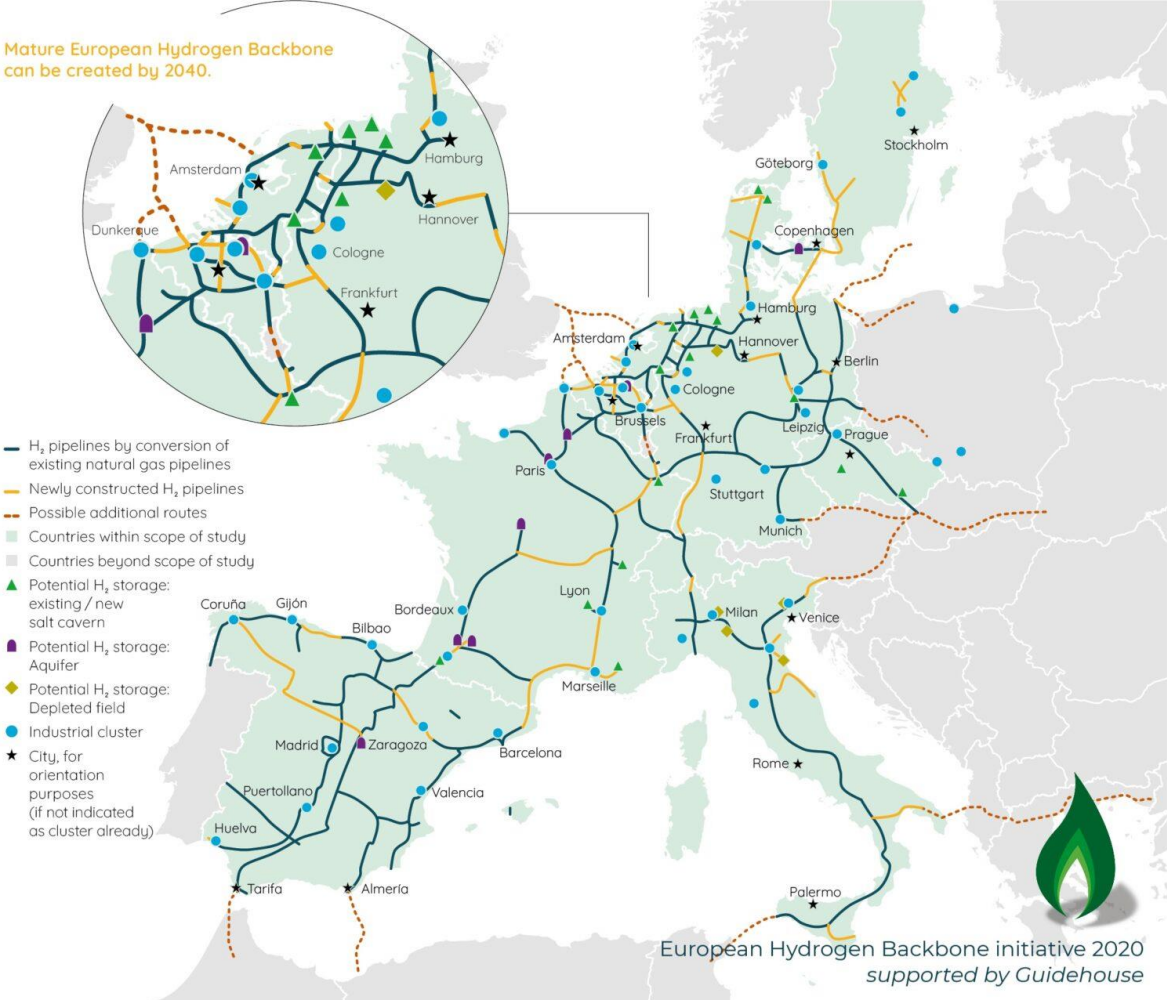 Mature European Hydrogen Backbone
can be created by 2040.
Amsterdam
Hamburg
Hannover
Dunkerque
Cologne
Frankfurt
H₂ pipelines by conversion of
existing natural gas pipelines
Newly constructed H₂ pipelines
Possible additional routes
Countries within scope of study
Countries beyond scope of study
Potential H₂ storage:
existing / new
salt cavern
Potential H₂ storage:
Aquifer
Potential H₂ storage:
Depleted field
Industrial cluster
City, for
orientation
purposes
(if not indicated
as cluster already)
Stockholm
Göteborg
Copenhagen
Hamburg
Amsterdam
Hannover
Berlin
Cologne
Brussels
Leipzig
Prague
Frankfurt
Paris
Stuttgart
Munich
Lyon
Milan
Venice
Coruña
Gijón
Bilbao
Bordeaux
Marseille
Madrid
Zaragoza
Barcelona
Rome
Puertollano
Valencia
Huelva
Tarifa
Almería
Palermo
European Hydrogen Backbone initiative 2020
supported by Guidehouse